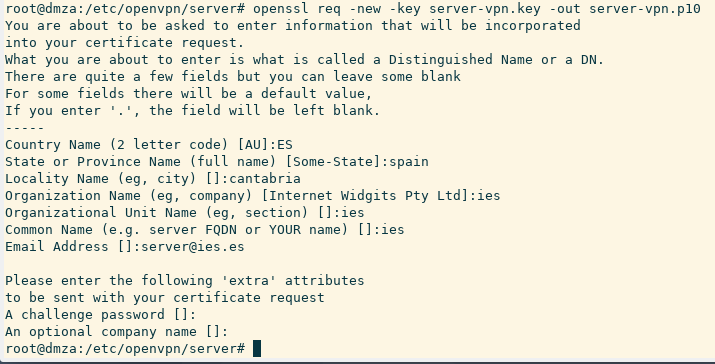 root@dmza:/etc/openvpn/server# openssl req -new -key server-vpn.key -out server-vpn.p10
You are about to be asked to enter information that will be incorporated
into your certificate request.
What you are about to enter is what is called a Distinguished Name or a DN.
There are quite a few fields but you can leave some blank
For some fields there will be a default value,
If you enter '.', the field will be left blank.
-----
Country Name (2 letter code) [AU]:ES
State or Province Name (full name) [Some-State]:spain
Locality Name (eg, city) []:cantabria
Organization Name (eg, company) [Internet Widgits Pty Ltd]:ies
Organizational Unit Name (eg, section) []:ies
Common Name (e.g. server FQDN or YOUR name) []:ies
Email Address []:server@ies.es

Please enter the following 'extra' attributes
to be sent with your certificate request
A challenge password []:
An optional company name []:
root@dmza:/etc/openvpn/server#